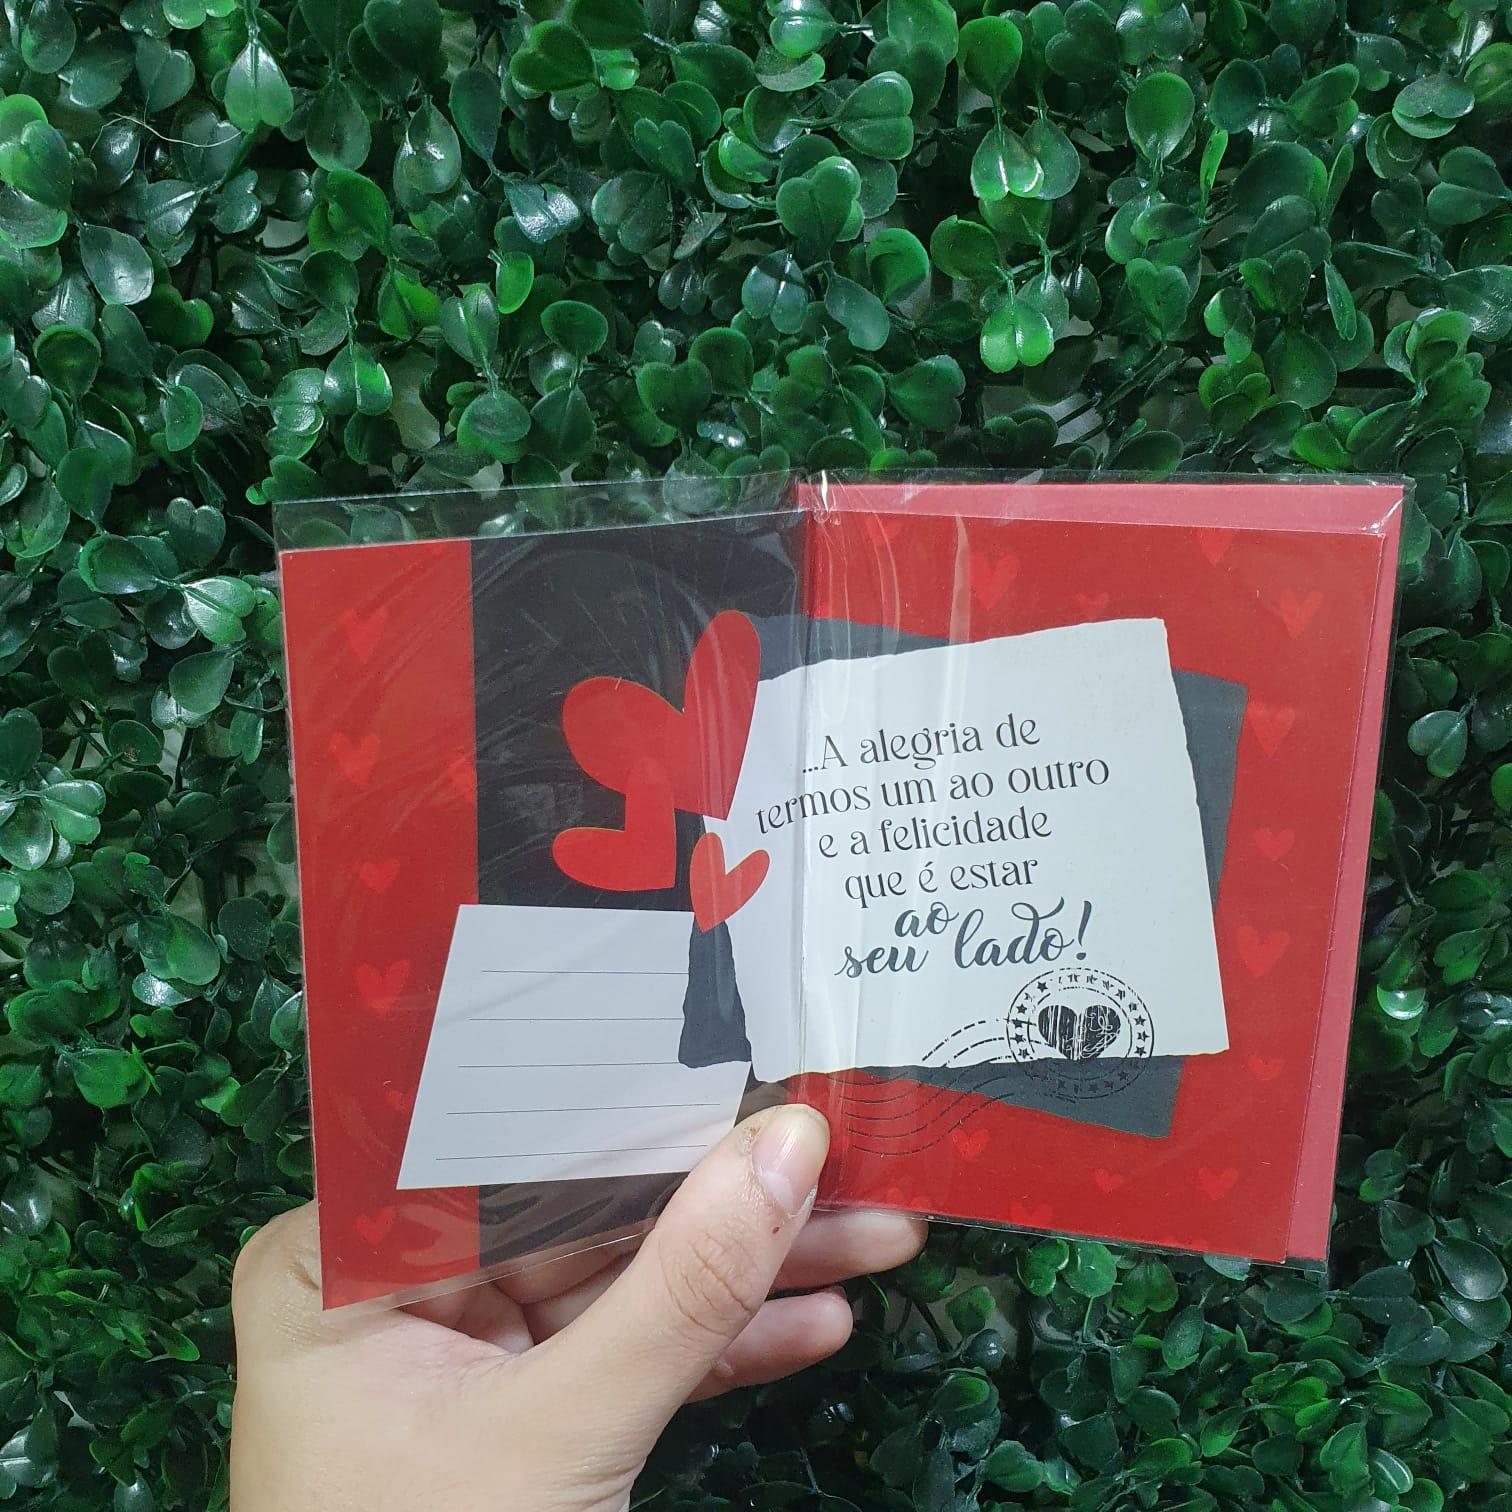 ...A alegria de
termos um ao outro
e a felicidade
que é estar
ao
seu lado!